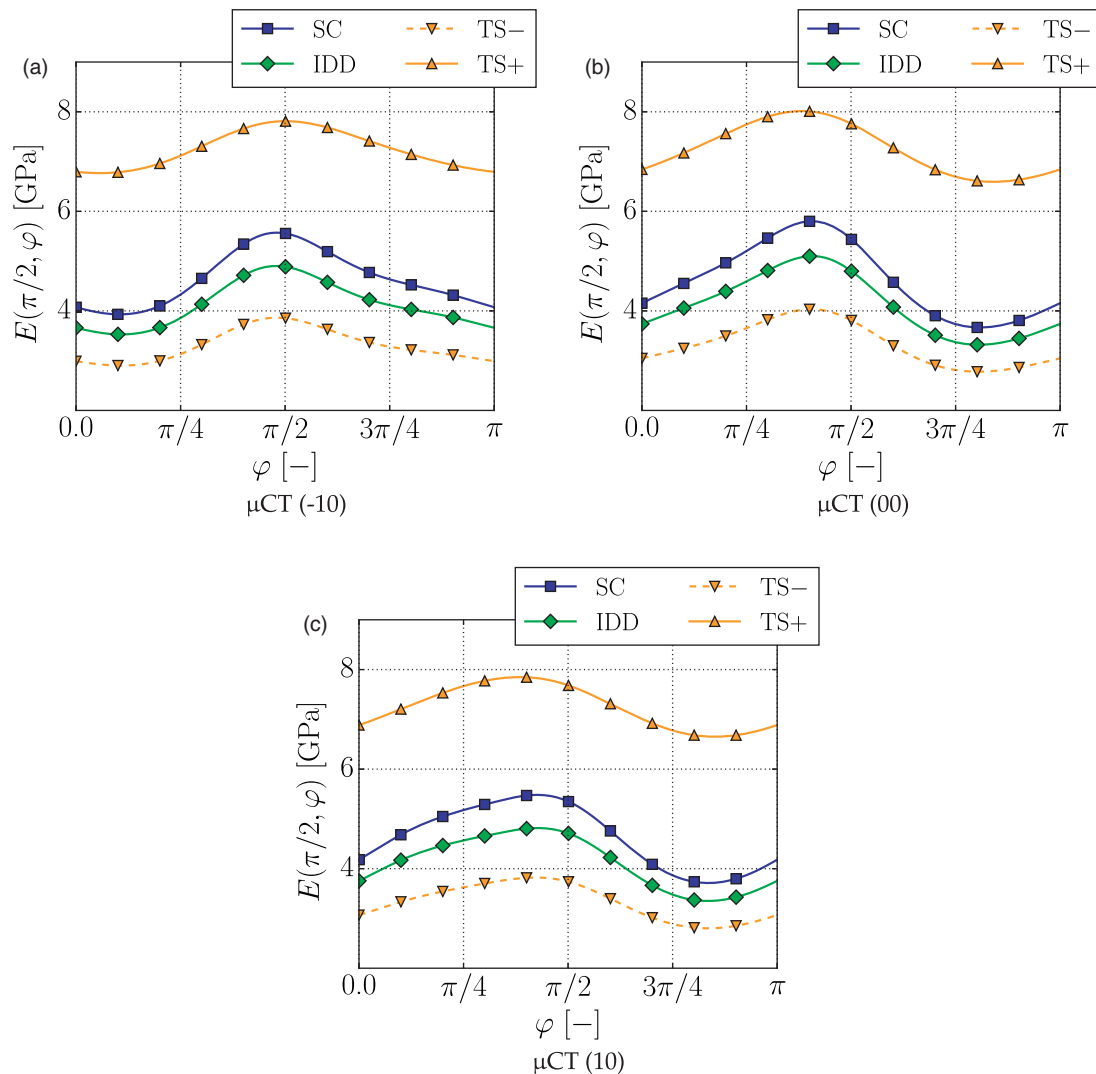 (a)
SC
TS−
IDD
TS+
E(π/2, φ) [GPa]
8
6
4
0.0 π/4 π/2 3π/4 π
φ [−]
μCT (-10)
(b)
SC
TS−
IDD
TS+
E(π/2, φ) [GPa]
8
6
4
0.0 π/4 π/2 3π/4 π
φ [−]
μCT (00)
(c)
SC
TS−
IDD
TS+
E(π/2, φ) [GPa]
8
6
4
0.0 π/4 π/2 3π/4 π
φ [−]
μCT (10)